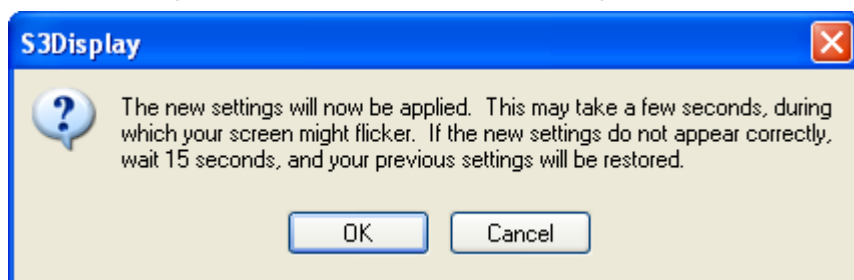 S3Display
The new settings will now be applied.  This may take a few seconds, during
which your screen might flicker.  If the new settings do not appear correctly,
wait 15 seconds, and your previous settings will be restored.
OK
Cancel